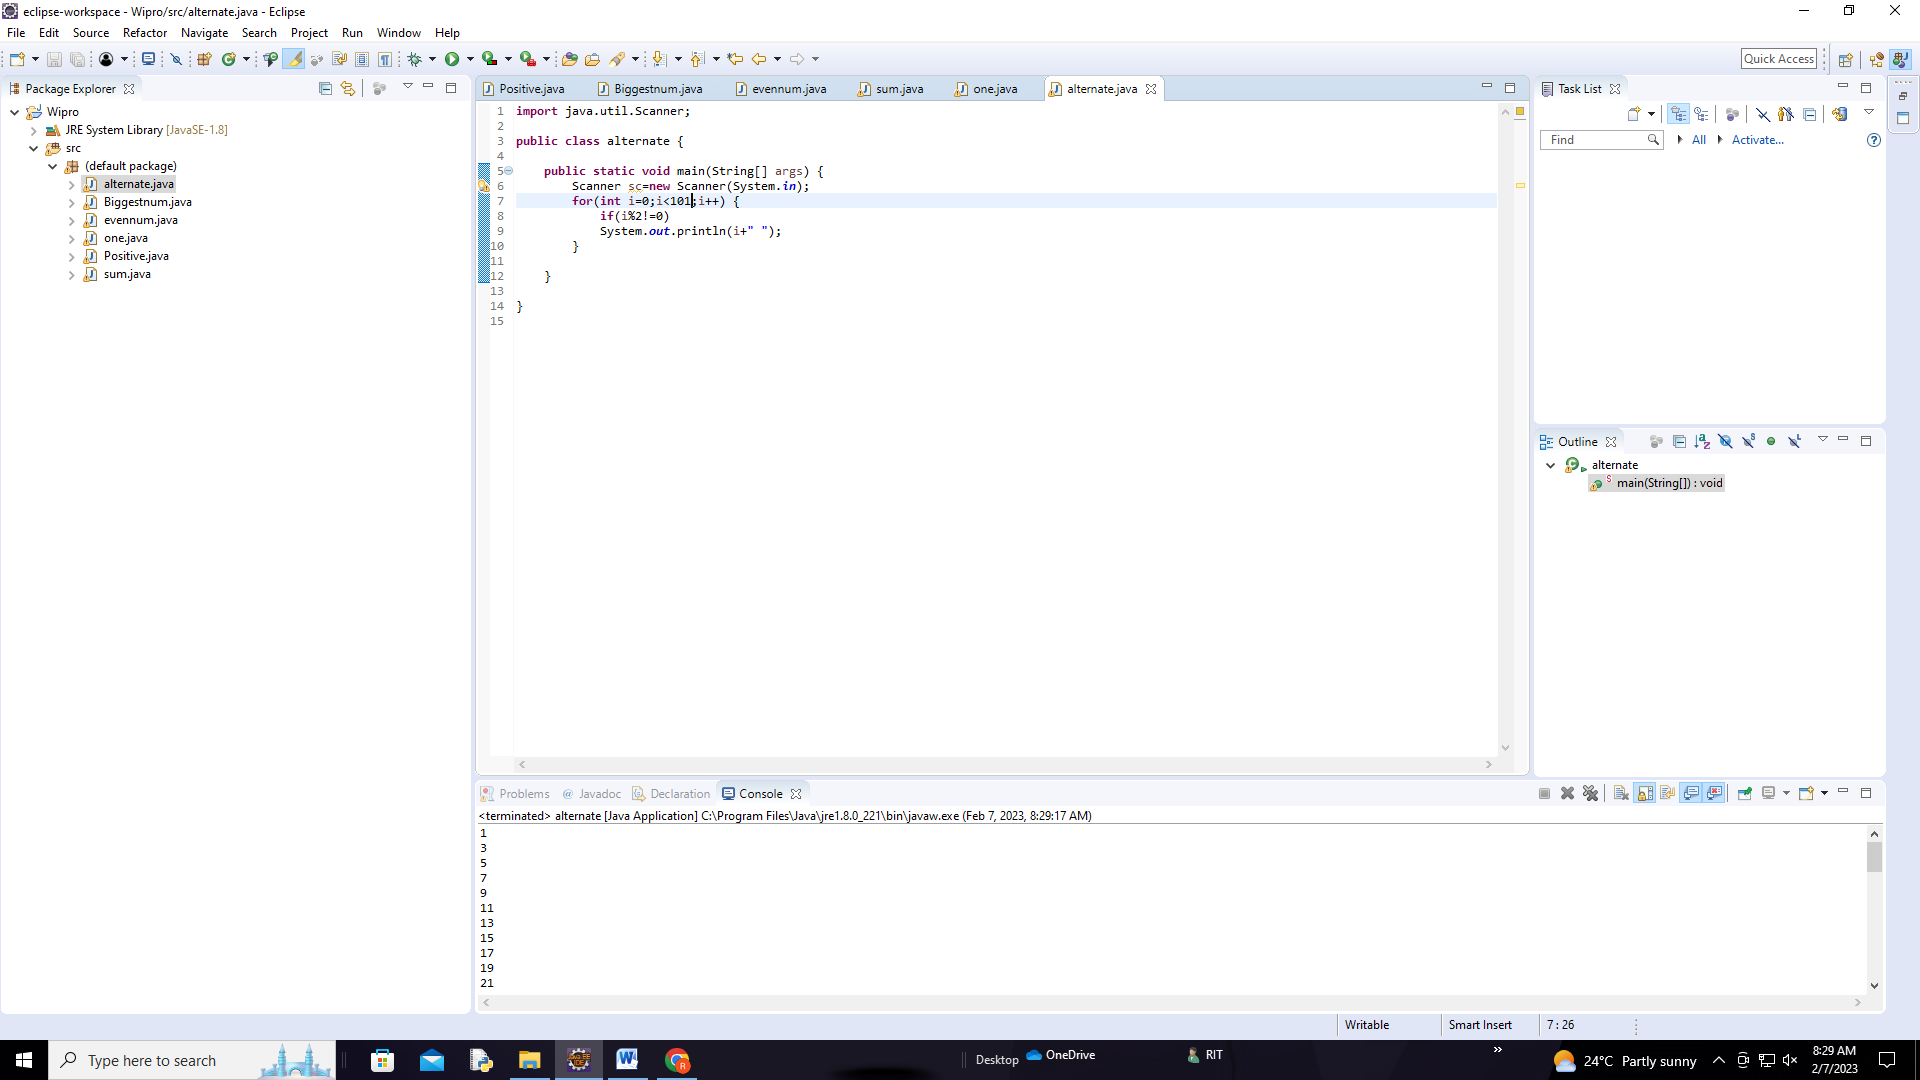 eclipse-workspace - Wipro/src/alternate.java - Eclipse
File Edit Source Refactor Navigate Search Project Run Window Help
Quick Access
Package Explorer
Wipro
JRE System Library [JavaSE-1.8]
src
(default package)
alternate.java
Biggestnum.java
evennum.java
one.java
Positive.java
sum.java
Positive.java Biggestnum.java evennum.java sum.java one.java alternate.java
1 import java.util.Scanner;
2
3 public class alternate {
4
5 public static void main(String[] args) {
6 Scanner sc=new Scanner(System.in);
7 for(int i=0;i<101;i++) {
8 if(i%2!=0)
9 System.out.println(i+" ");
10 }
11
12 }
13
14 }
15
Task List
Find All Activate...
Outline
alternate
main(String[]) : void
Problems Javadoc Declaration Console
<terminated> alternate [Java Application] C:\Program Files\Java\jre1.8.0_221\bin\javaw.exe (Feb 7, 2023, 8:29:17 AM)
1
3
5
7
9
11
13
15
17
19
21
Writable Smart Insert 7 : 26
Type here to search
Desktop OneDrive RIT
24°C Partly sunny
8:29 AM
2/7/2023